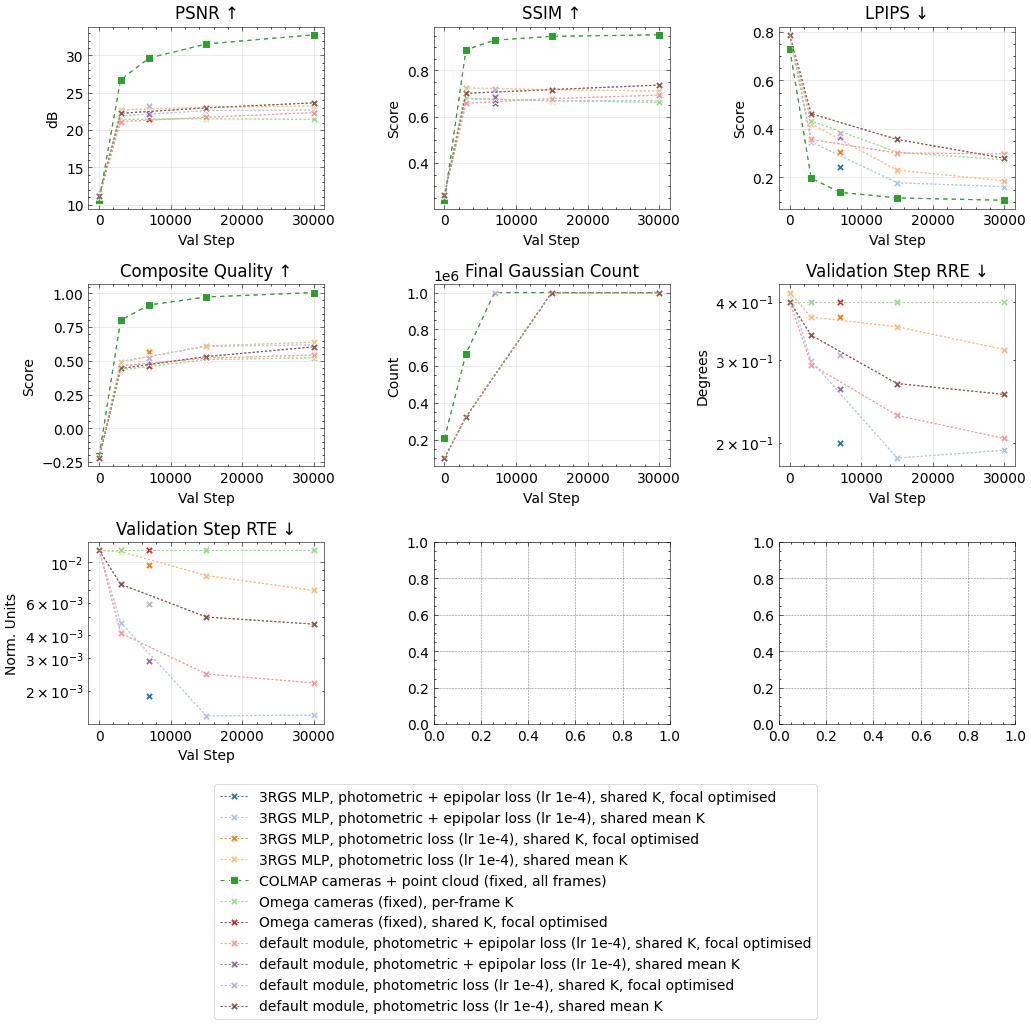 PSNR ↑
30
25
20
15
10
dB
0 10000 20000 30000
Val Step
SSIM ↑
0.8
0.6
0.4
Score
0 10000 20000 30000
Val Step
LPIPS ↓
0.8
0.6
0.4
0.2
Score
0 10000 20000 30000
Val Step
Composite Quality ↑
1.00
0.75
0.50
0.25
0.00
−0.25
Score
0 10000 20000 30000
Val Step
1e6 Final Gaussian Count
1.0
0.8
0.6
0.4
0.2
Count
0 10000 20000 30000
Val Step
Validation Step RRE ↓
4 × 10⁻¹
3 × 10⁻¹
2 × 10⁻¹
Degrees
0 10000 20000 30000
Val Step
Validation Step RTE ↓
10⁻²
6 × 10⁻³
4 × 10⁻³
3 × 10⁻³
2 × 10⁻³
Norm. Units
0 10000 20000 30000
Val Step
1.0
0.8
0.6
0.4
0.2
0.0
0.0 0.2 0.4 0.6 0.8 1.0
1.0
0.8
0.6
0.4
0.2
0.0
0.0 0.2 0.4 0.6 0.8 1.0
3RGS MLP, photometric + epipolar loss (lr 1e-4), shared K, focal optimised
3RGS MLP, photometric + epipolar loss (lr 1e-4), shared mean K
3RGS MLP, photometric loss (lr 1e-4), shared K, focal optimised
3RGS MLP, photometric loss (lr 1e-4), shared mean K
COLMAP cameras + point cloud (fixed, all frames)
Omega cameras (fixed), per-frame K
Omega cameras (fixed), shared K, focal optimised
default module, photometric + epipolar loss (lr 1e-4), shared K, focal optimised
default module, photometric + epipolar loss (lr 1e-4), shared mean K
default module, photometric loss (lr 1e-4), shared K, focal optimised
default module, photometric loss (lr 1e-4), shared mean K